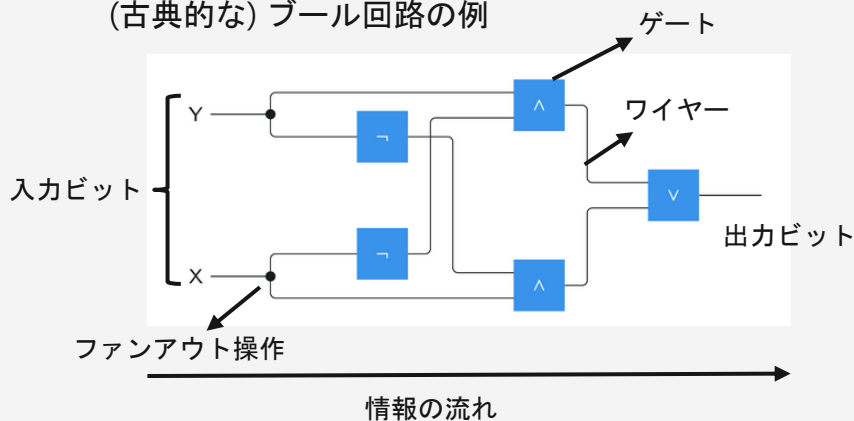 (古典的な) ブール回路の例
ゲート
Y
∧
ワイヤー
¬
入力ビット
∨
出力ビット
¬
X
∧
ファンアウト操作
情報の流れ